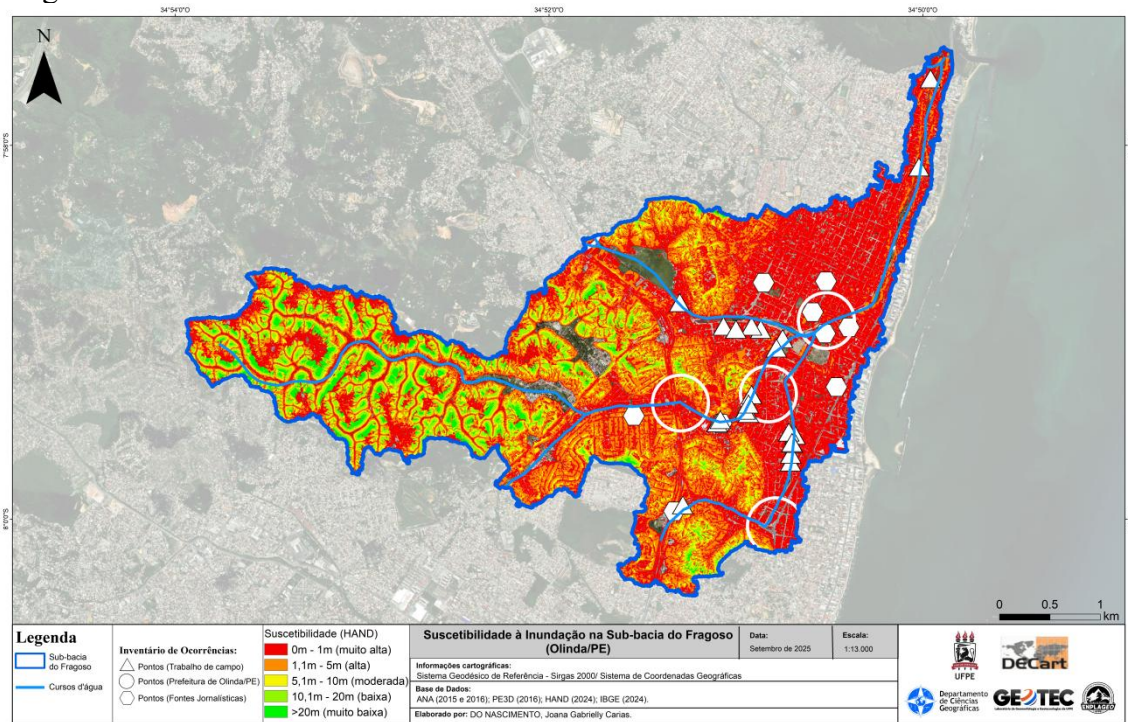 34°54'0"O
34°52'0"O
34°50'0"O
N
7°58'0"S
8°0'0"S
0 0.5 1
km
Legenda
Sub-bacia
do Fragoso
Cursos d'água
Inventário de Ocorrências:
Pontos (Trabalho de campo)
Pontos (Prefeitura de Olinda/PE)
Pontos (Fontes Jornalísticas)
Suscetibilidade (HAND)
0m - 1m (muito alta)
1,1m - 5m (alta)
5,1m - 10m (moderada)
10,1m - 20m (baixa)
>20m (muito baixa)
Suscetibilidade à Inundação na Sub-bacia do Fragoso
(Olinda/PE)
Data:
Setembro de 2025
Escala:
1:13.000
Informações cartográficas:
Sistema Geodésico de Referência - Sirgas 2000/ Sistema de Coordenadas Geográficas
Base de Dados:
ANA (2015 e 2016); PE3D (2016); HAND (2024); IBGE (2024).
Elaborado por: DO NASCIMENTO, Joana Gabrielly Carias.
UFPE
DECart
Departamento
de Ciências
Geográficas
GEOTEC
ENPLAGEO